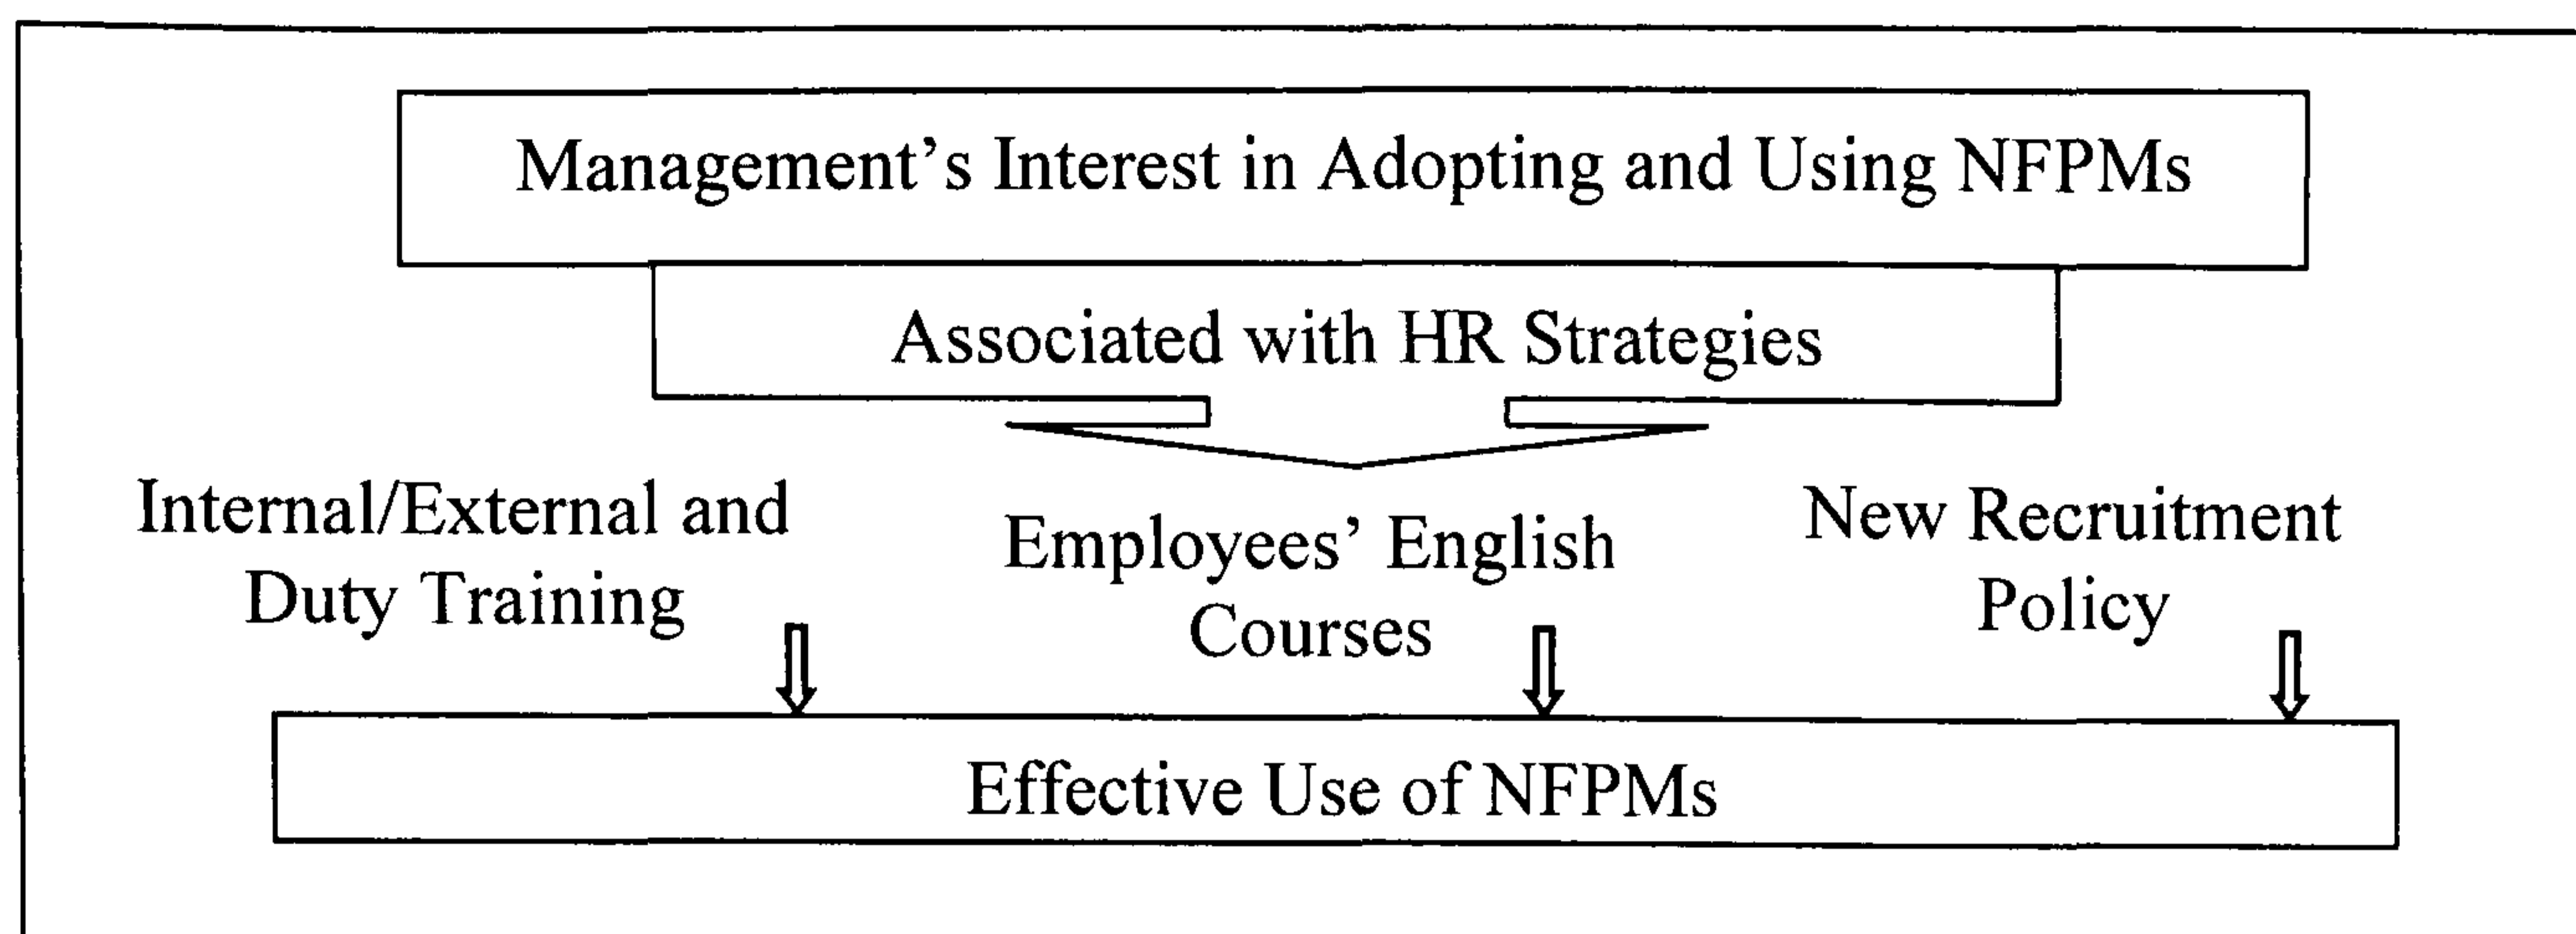 Management’s Interest in Adopting and Using NFPMs
Associated with HR Strategies
Internal/External and
Duty Training
Employees’ English
Courses
New Recruitment
Policy
Effective Use of NFPMs